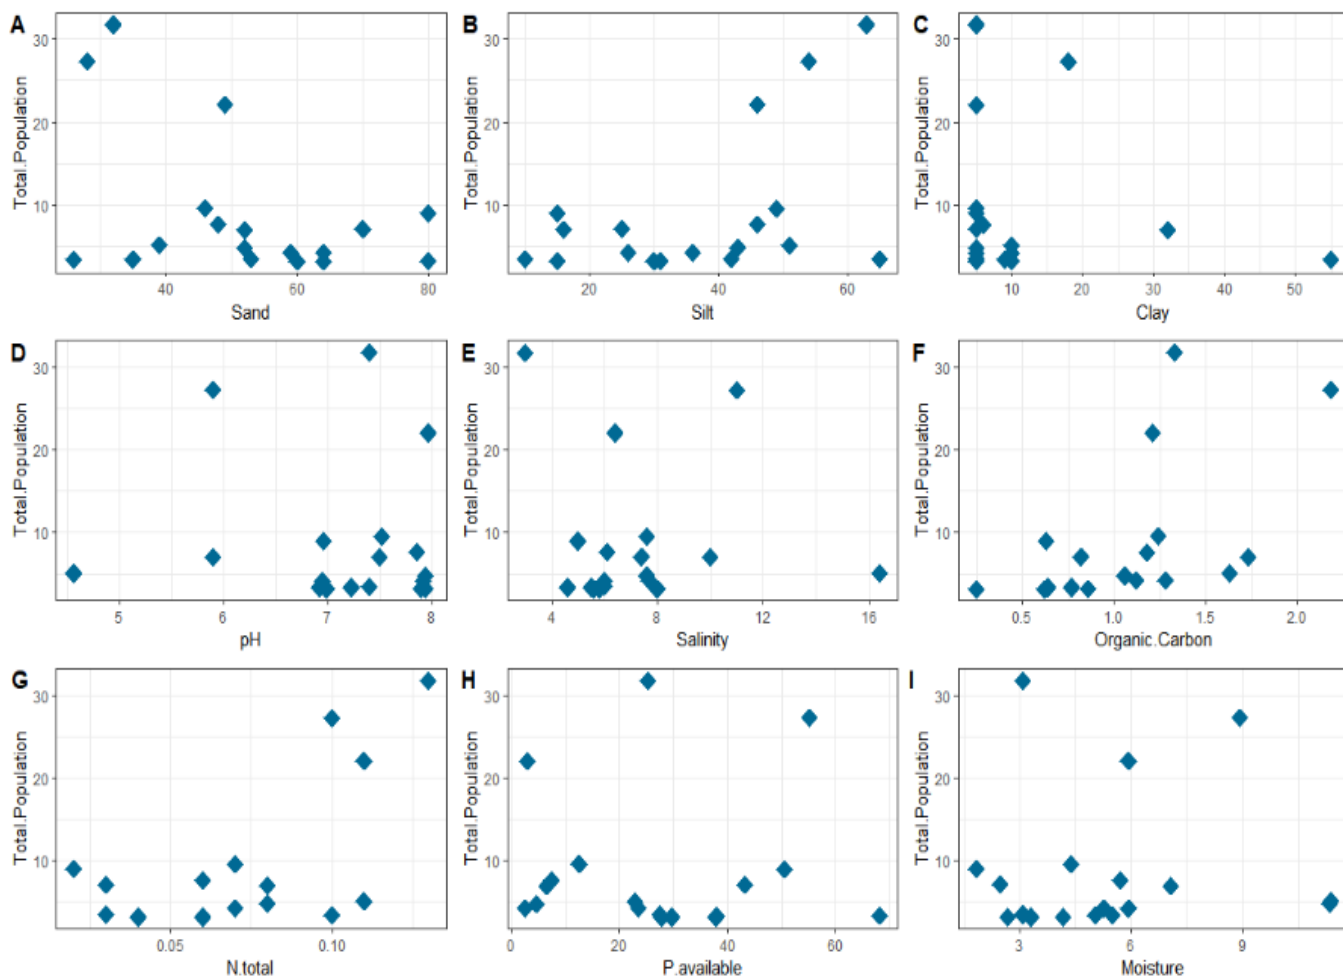 A B C
30 30 30
Total.Population Total.Population Total.Population
20 20 20
10 10 10
40 60 80 20 40 60 10 20 30 40 50
Sand Silt Clay
D E F
30 30 30
Total.Population Total.Population Total.Population
20 20 20
10 10 10
5 6 7 8 4 8 12 16 0.5 1.0 1.5 2.0
pH Salinity Organic.Carbon
G H I
30 30 30
Total.Population Total.Population Total.Population
20 20 20
10 10 10
0.05 0.10 0 20 40 60 3 6 9
N.total P.available Moisture